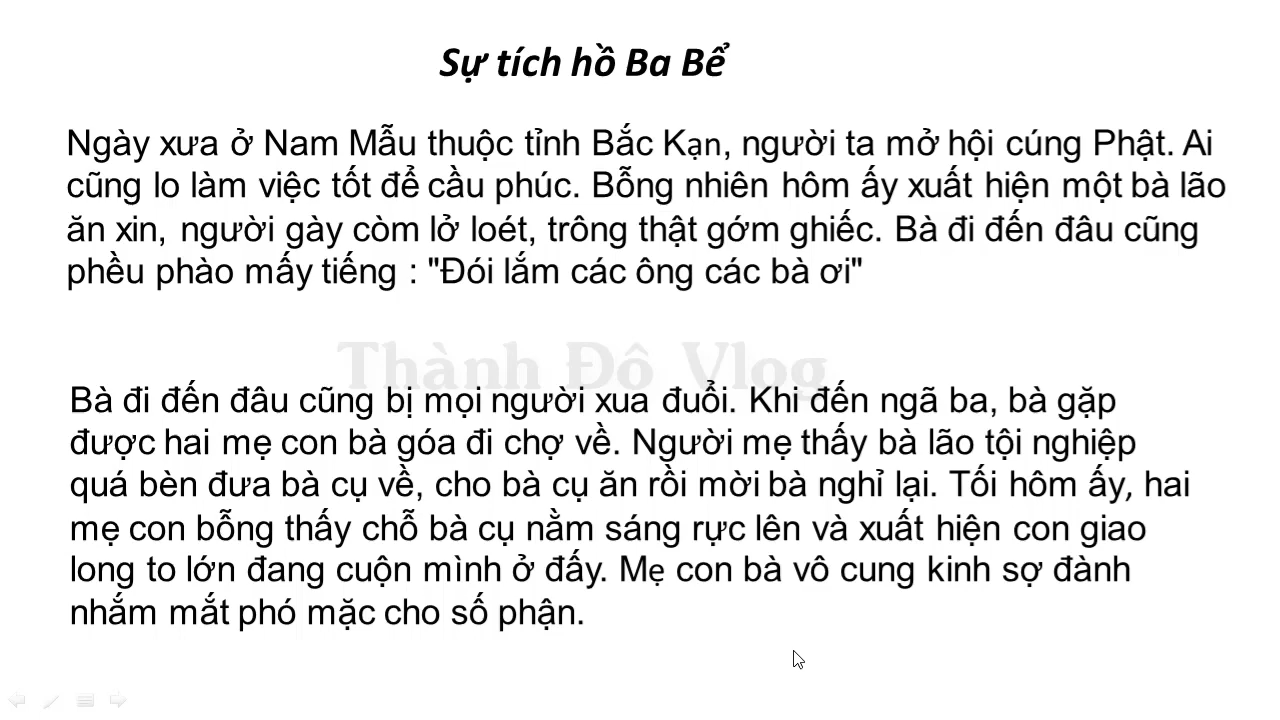 Sự tích hồ Ba Bể
Ngày xưa ở Nam Mẫu thuộc tỉnh Bắc Kạn, người ta mở hội cúng Phật. Ai
cũng lo làm việc tốt để cầu phúc. Bỗng nhiên hôm ấy xuất hiện một bà lão
ăn xin, người gày còm lở loét, trông thật gớm ghiếc. Bà đi đến đâu cũng
phều phào mấy tiếng : "Đói lắm các ông các bà ơi"
Thành Đô Vlog
Bà đi đến đâu cũng bị mọi người xua đuổi. Khi đến ngã ba, bà gặp
được hai mẹ con bà góa đi chợ về. Người mẹ thấy bà lão tội nghiệp
quá bèn đưa bà cụ về, cho bà cụ ăn rồi mời bà nghỉ lại. Tối hôm ấy, hai
mẹ con bỗng thấy chỗ bà cụ nằm sáng rực lên và xuất hiện con giao
long to lớn đang cuộn mình ở đấy. Mẹ con bà vô cung kinh sợ đành
nhắm mắt phó mặc cho số phận.